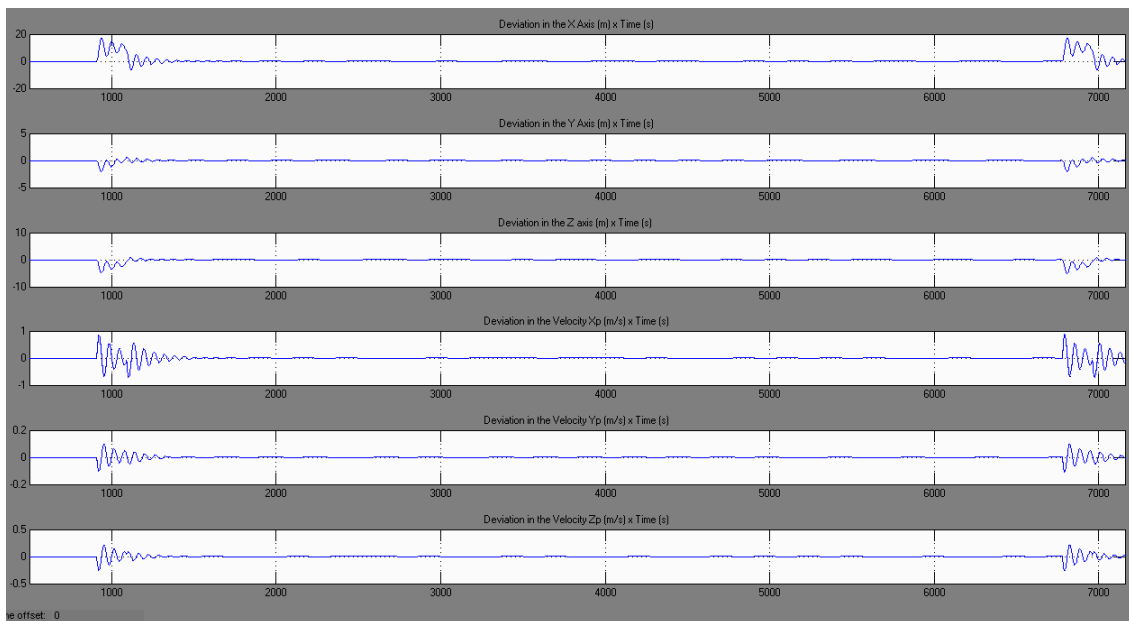 Deviation in the X Axis (m) x Time (s)
20
0
-20
1000 2000 3000 4000 5000 6000 7000
Deviation in the Y Axis (m) x Time (s)
5
0
-5
1000 2000 3000 4000 5000 6000 7000
Deviation in the Z axis (m) x Time (s)
10
0
-10
1000 2000 3000 4000 5000 6000 7000
Deviation in the Velocity Xp (m/s) x Time (s)
1
0
-1
1000 2000 3000 4000 5000 6000 7000
Deviation in the Velocity Yp (m/s) x Time (s)
0.2
0
-0.2
1000 2000 3000 4000 5000 6000 7000
Deviation in the Velocity Zp (m/s) x Time (s)
0.5
0
-0.5
1000 2000 3000 4000 5000 6000 7000
ne offset: 0